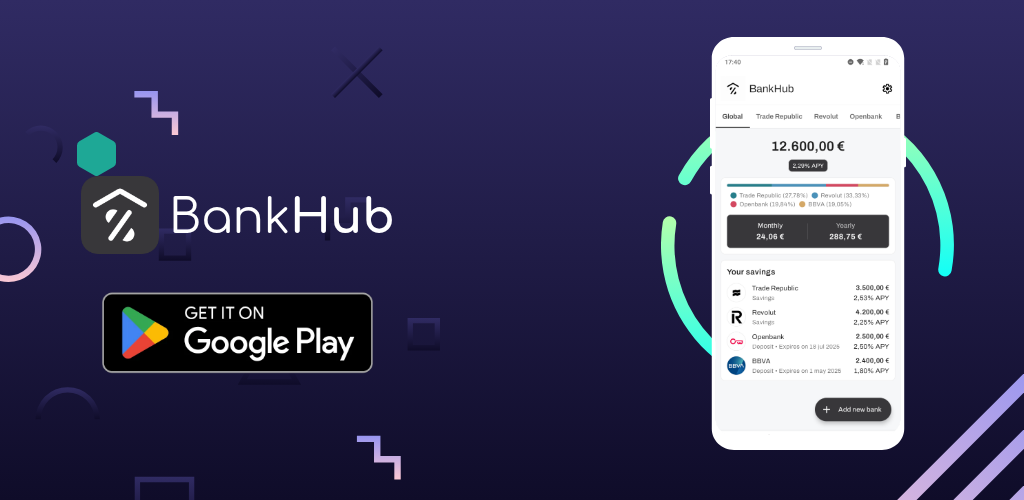 BankHub
GET IT ON
Google Play
17:40
BankHub
Global Trade Republic Revolut Openbank B
12.600,00 €
2.29% APY
Trade Republic (27,78%) Revolut (33,33%)
Openbank (19,84%) BBVA (19,05%)
Monthly Yearly
24,06 € 288,75 €
Your savings
Trade Republic 3.500,00 €
Savings 2,53% APY
Revolut 4.200,00 €
Savings 2,25% APY
Openbank 2.500,00 €
Deposit • Expires on 18 jul 2026 2,50% APY
BBVA BBVA 2.400,00 €
Deposit • Expires on 1 may 2026 1,80% APY
+ Add new bank